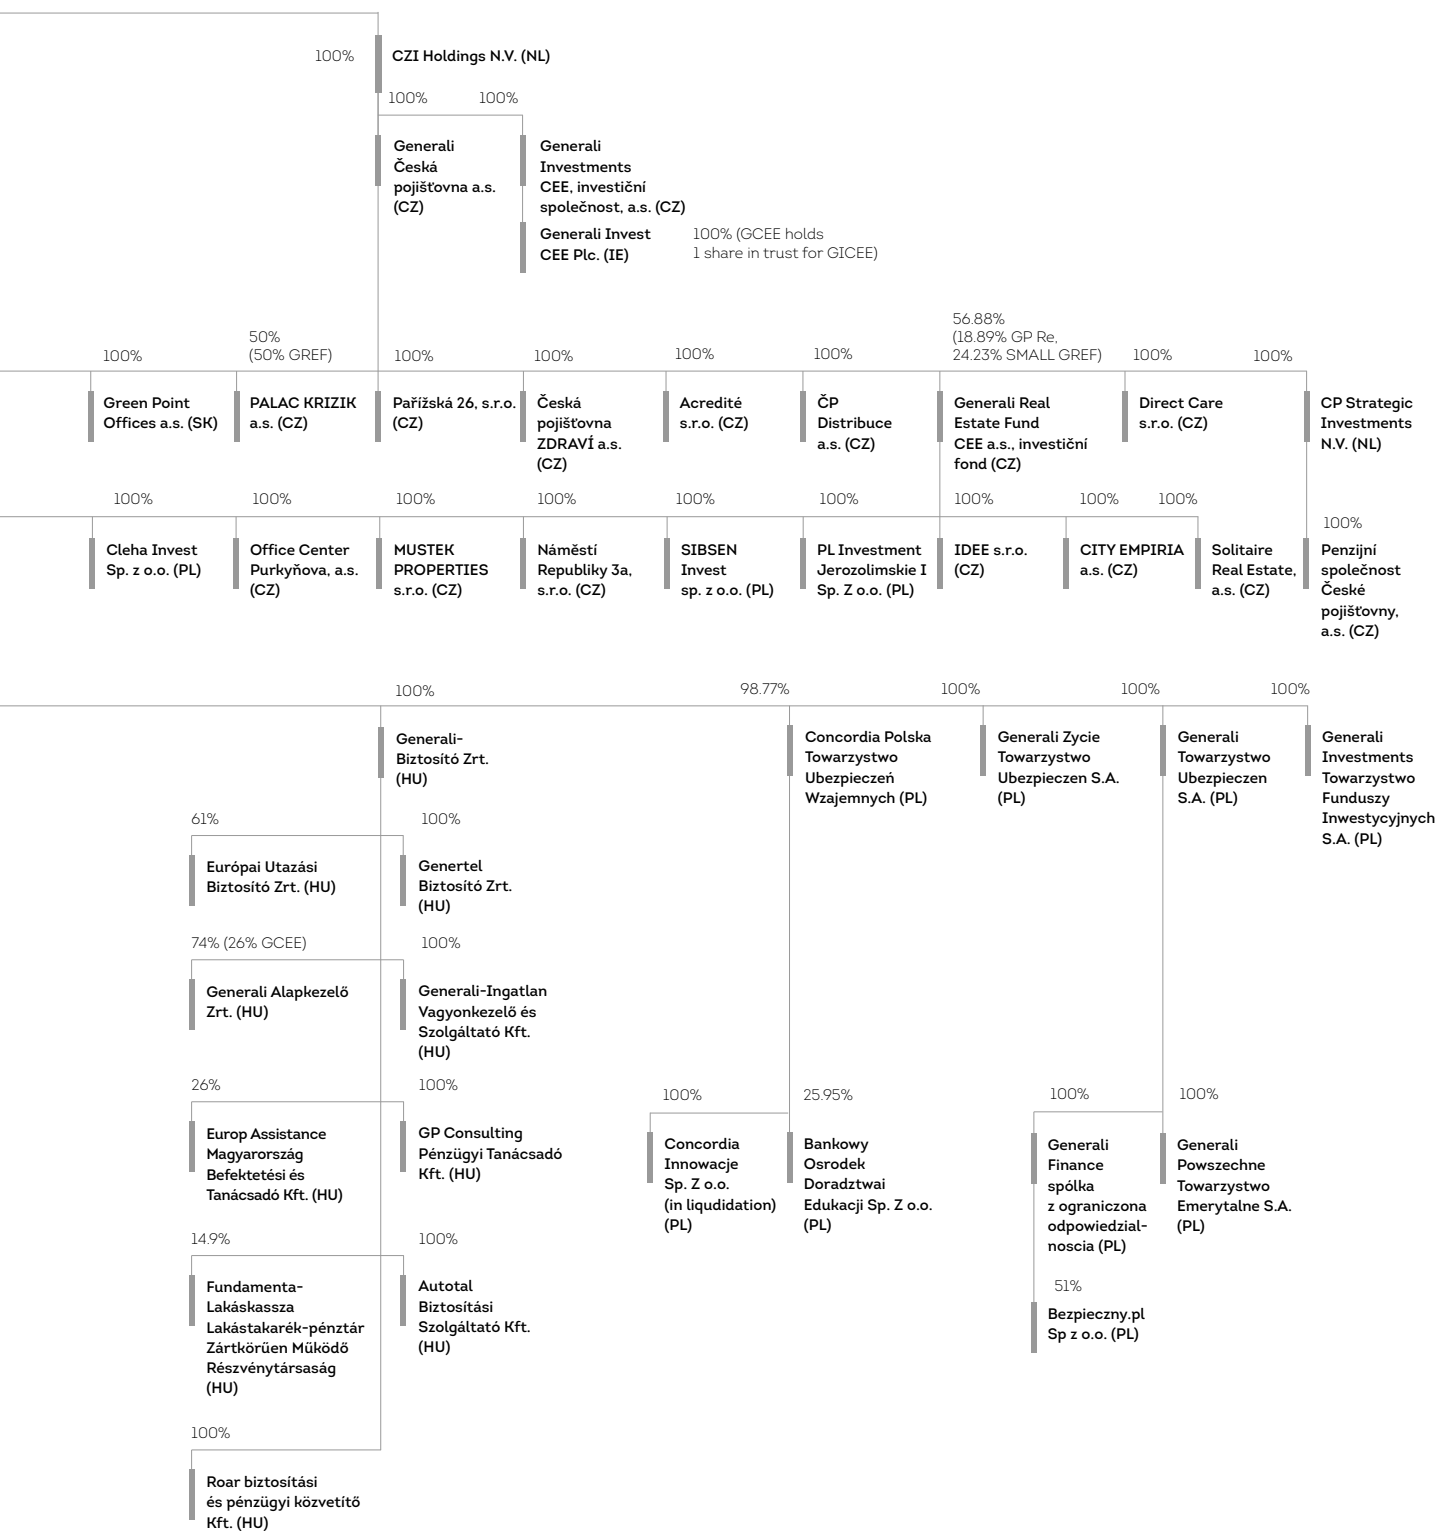 100%
CZI Holdings N.V. (NL)
100%
100%
Generali
Česká
pojišťovna a.s.
(CZ)
Generali
Investments
CEE, investiční
společnost, a.s. (CZ)
Generali Invest
CEE Plc. (IE)
100% (GCEE holds
1 share in trust for GICEE)
100%
50%
(50% GREF)
100%
100%
100%
100%
56.88%
(18.89% GP Re,
24.23% SMALL GREF)
100%
100%
Green Point
Offices a.s. (SK)
PALAC KRIZIK
a.s. (CZ)
Pařížská 26, s.r.o.
(CZ)
Česká
pojišťovna
ZDRAVÍ a.s.
(CZ)
Acredité
s.r.o. (CZ)
ČP
Distribuce
a.s. (CZ)
Generali Real
Estate Fund
CEE a.s., investiční
fond (CZ)
Direct Care
s.r.o. (CZ)
CP Strategic
Investments
N.V. (NL)
100%
100%
100%
100%
100%
100%
100%
100%
100%
100%
Cleha Invest
Sp. z o.o. (PL)
Office Center
Purkyňova, a.s.
(CZ)
MUSTEK
PROPERTIES
s.r.o. (CZ)
Náměstí
Republiky 3a,
s.r.o. (CZ)
SIBSEN
Invest
sp. z o.o. (PL)
PL Investment
Jerozolimskie I
Sp. Z o.o. (PL)
IDEE s.r.o.
(CZ)
CITY EMPIRIA
a.s. (CZ)
Solitaire
Real Estate,
a.s. (CZ)
Penzijní
společnost
České
pojišťovny,
a.s. (CZ)
100%
98.77%
100%
100%
100%
Generali-
Biztosító Zrt.
(HU)
Concordia Polska
Towarzystwo
Ubezpieczeń
Wzajemnych (PL)
Generali Zycie
Towarzystwo
Ubezpieczen S.A.
(PL)
Generali
Towarzystwo
Ubezpieczen
S.A. (PL)
Generali
Investments
Towarzystwo
Funduszy
Inwestycyjnych
S.A. (PL)
61%
100%
Európai Utazási
Biztosító Zrt. (HU)
Genertel
Biztosító Zrt.
(HU)
74% (26% GCEE)
100%
Generali Alapkezelő
Zrt. (HU)
Generali-Ingatlan
Vagyonkezelő és
Szolgáltató Kft.
(HU)
26%
100%
Europ Assistance
Magyarország
Befektetési és
Tanácsadó Kft. (HU)
GP Consulting
Pénzügyi Tanácsadó
Kft. (HU)
100%
25.95%
Concordia
Innowacje
Sp. Z o.o.
(in liqudidation)
(PL)
Bankowy
Osrodek
Doradztwai
Edukacji Sp. Z o.o.
(PL)
100%
100%
Generali
Finance
spólka
z ograniczona
odpowiedzial-
noscia (PL)
Generali
Powszechne
Towarzystwo
Emerytalne S.A.
(PL)
14.9%
100%
Fundamenta-
Lakáskassza
Lakástakarék-pénztár
Zártkörűen Működő
Részvénytársaság
(HU)
Autotal
Biztosítási
Szolgáltató Kft.
(HU)
51%
Bezpieczny.pl
Sp z o.o. (PL)
100%
Roar biztosítási
és pénzügyi közvetítő
Kft. (HU)